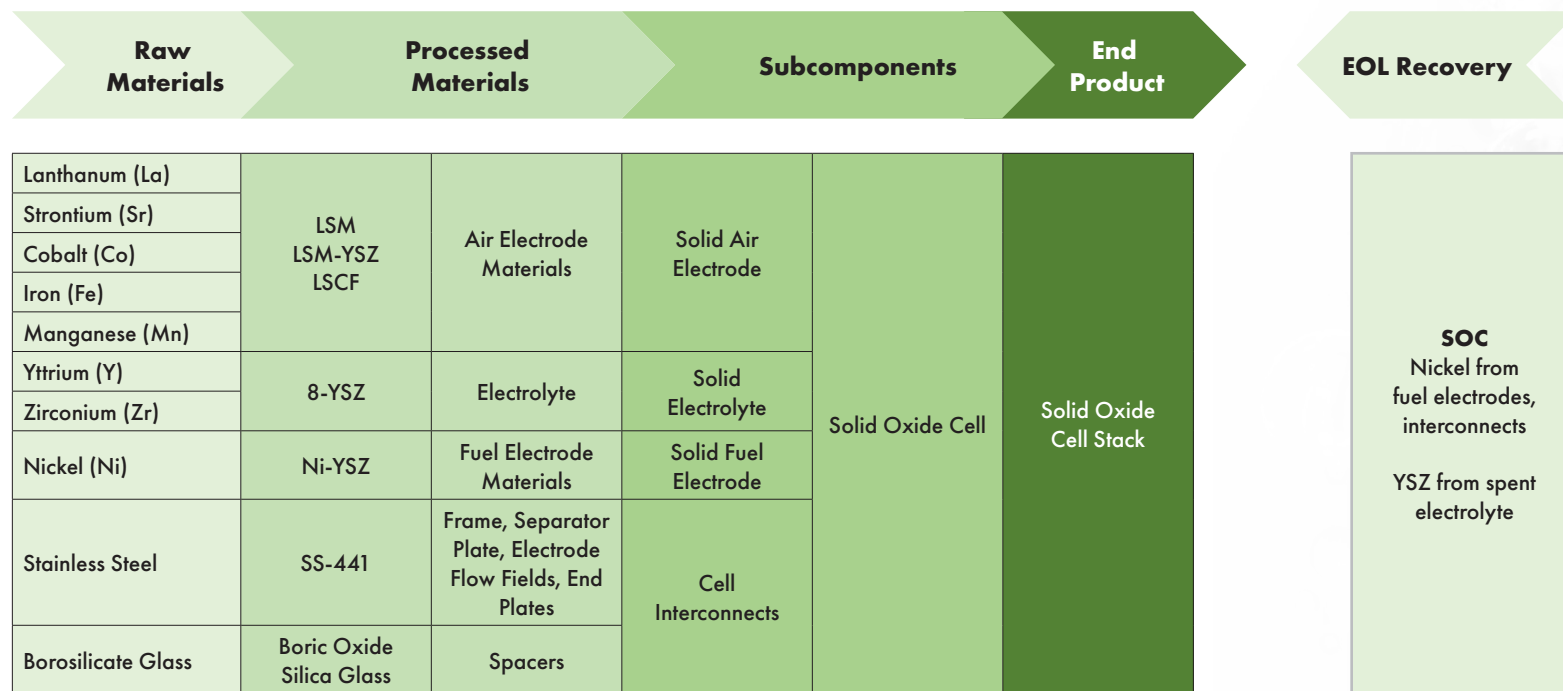 Raw
Materials
Processed
Materials
Subcomponents
End
Product
EOL Recovery
Lanthanum (La)
Strontium (Sr)
Cobalt (Co)
Iron (Fe)
Manganese (Mn)
LSM
LSM-YSZ
LSCF
Air Electrode
Materials
Solid Air
Electrode
Yttrium (Y)
Zirconium (Zr)
8-YSZ
Electrolyte
Solid
Electrolyte
Nickel (Ni)
Ni-YSZ
Fuel Electrode
Materials
Solid Fuel
Electrode
Stainless Steel
SS-441
Frame, Separator
Plate, Electrode
Flow Fields, End
Plates
Cell
Interconnects
Borosilicate Glass
Boric Oxide
Silica Glass
Spacers
Solid Oxide Cell
Solid Oxide
Cell Stack
SOC
Nickel from
fuel electrodes,
interconnects
YSZ from spent
electrolyte